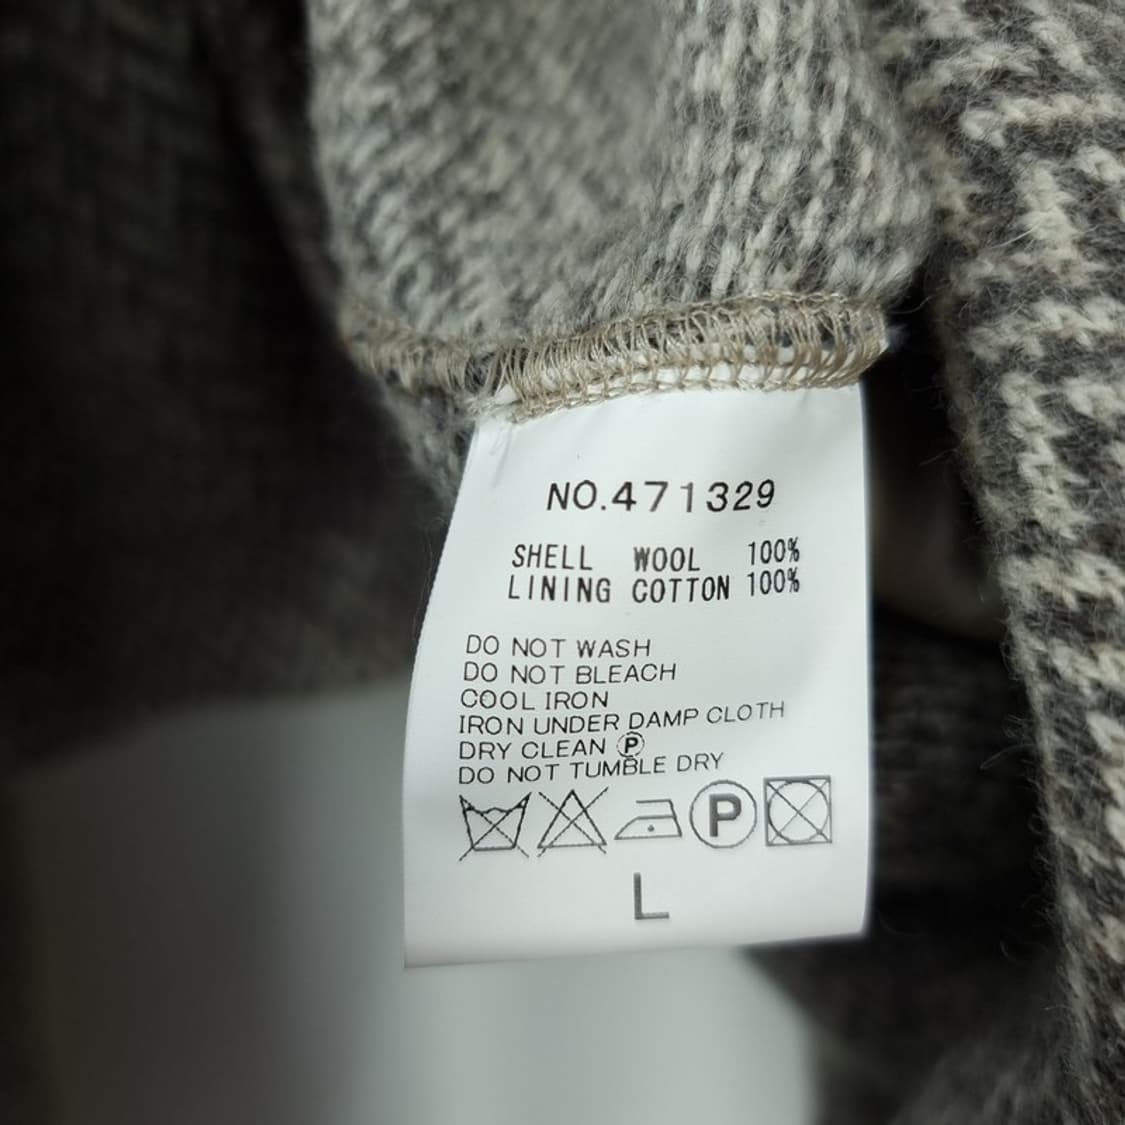 NO.471329
SHELL WOOL 100%
LINING COTTON 100%
DO NOT WASH
DO NOT BLEACH
COOL IRON
IRON UNDER DAMP CLOTH
DRY CLEAN Ⓟ
DO NOT TUMBLE DRY
P
L